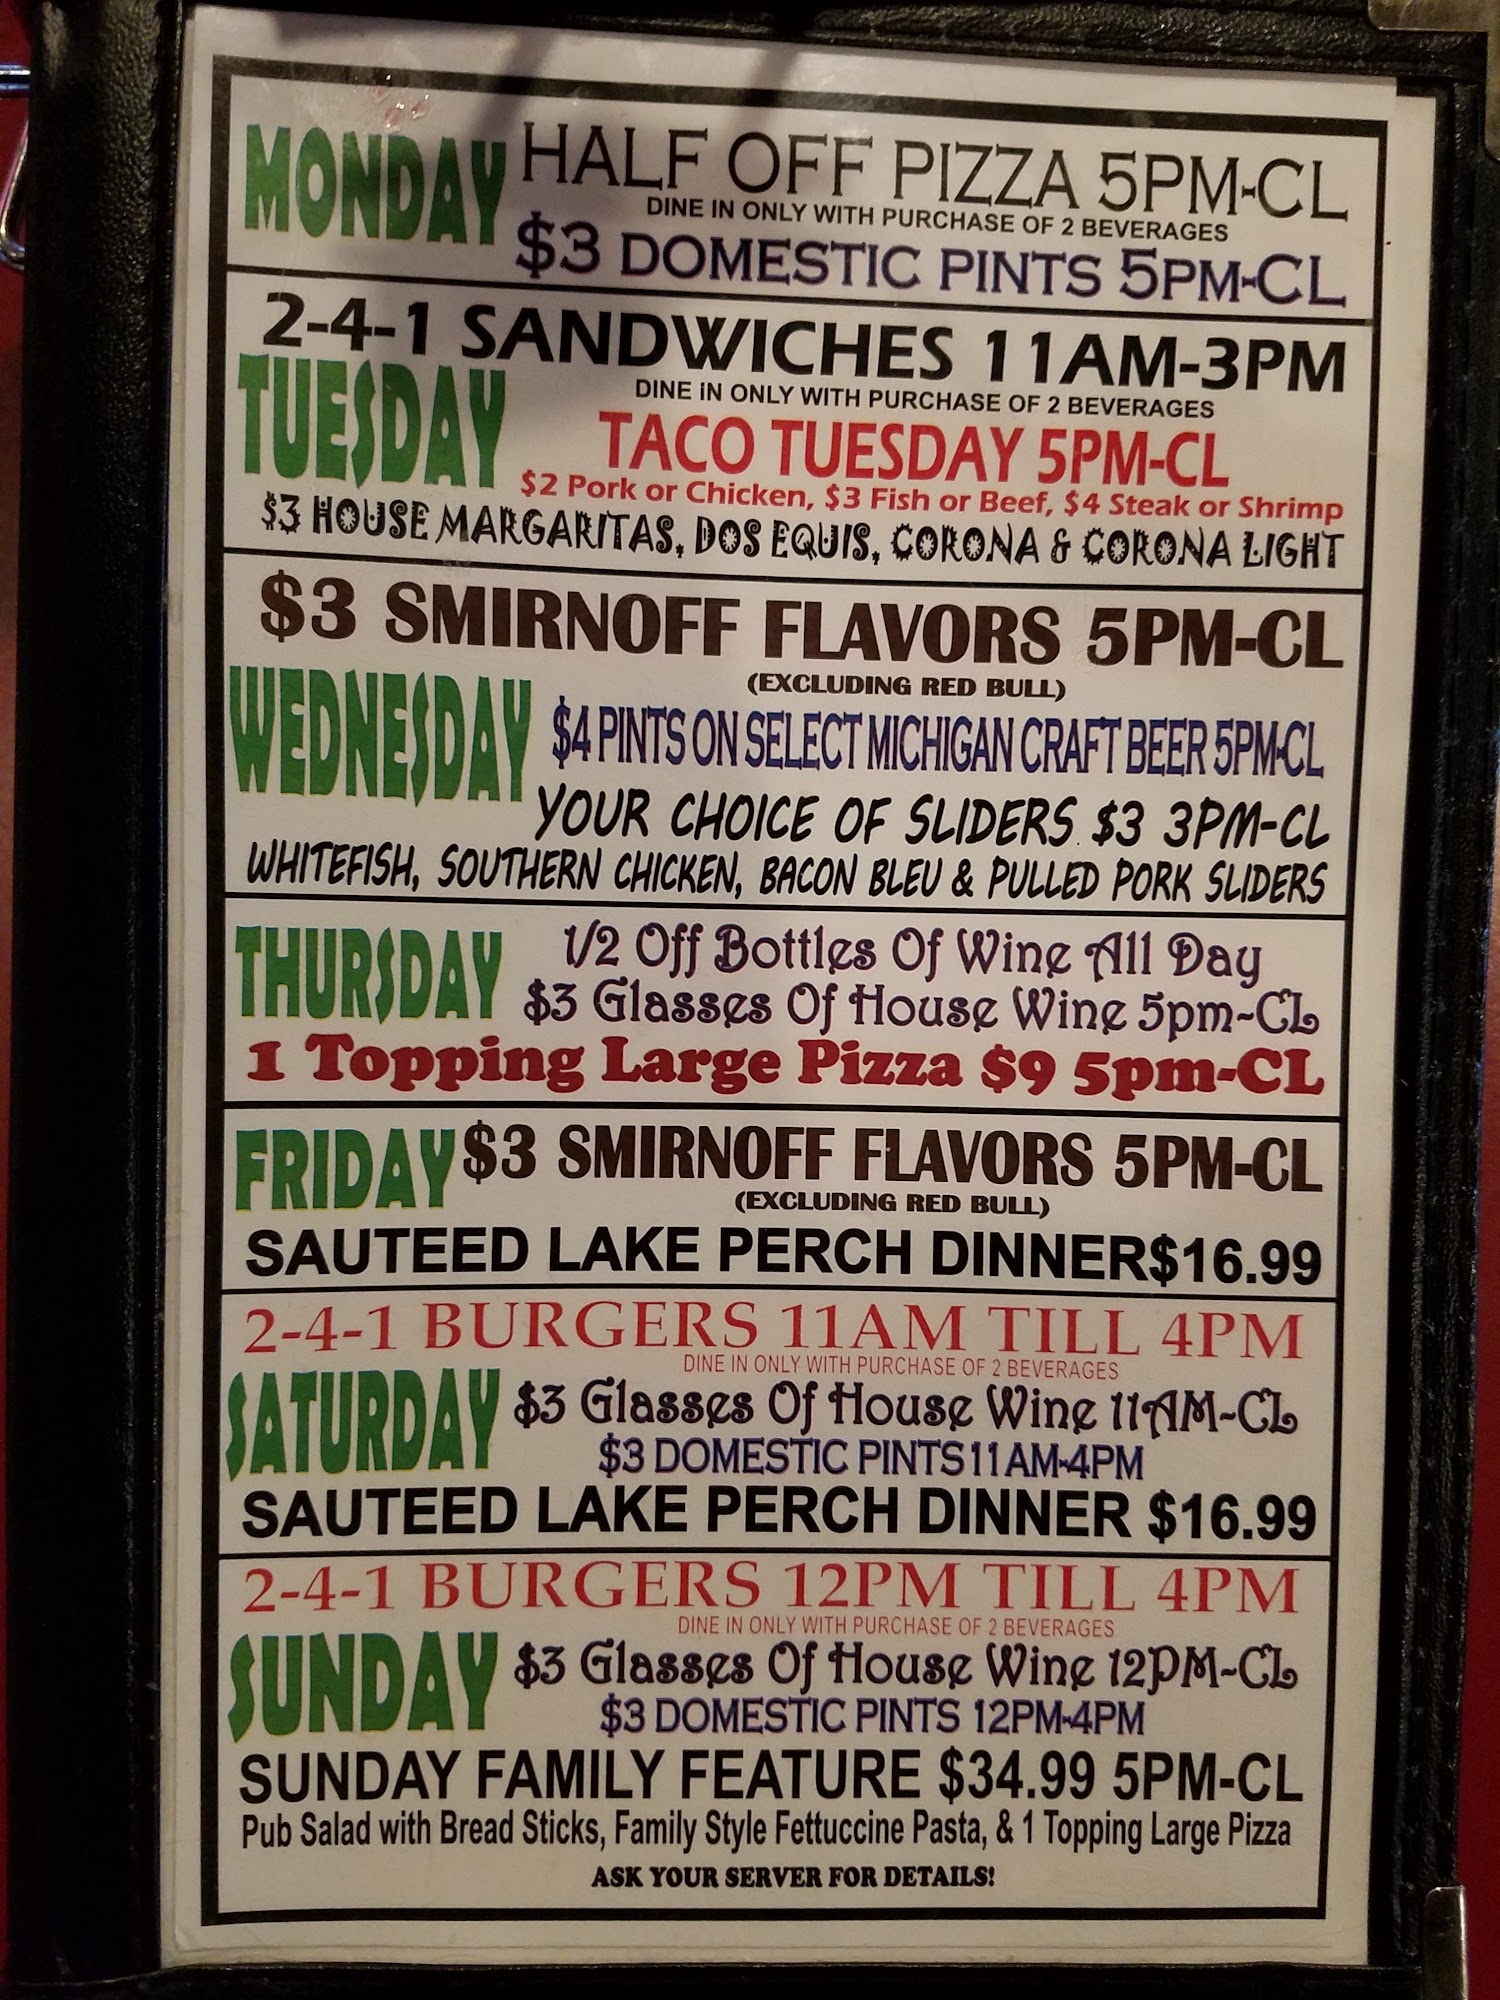 MONDAY HALF OFF PIZZA 5PM-CL
DINE IN ONLY WITH PURCHASE OF 2 BEVERAGES
$3 DOMESTIC PINTS 5PM-CL
2-4-1 SANDWICHES 11AM-3PM
DINE iN ONLY WITH PURCHASE OF 2 BEVERAGES
TUESDAY
TACO TUESDAY 5PM-CL
$2 Pork or Chicken, $3 Fish or Beef, $4 Steak or Shrimp
$3 HOUSE MARGARITAS, DOS EQUIS, CORONA & CORONA LIGHT
$3 SMIRNOFF FLAVORS 5PM-CL
(EXCLUDING RED BULL)
WEDNESDAY
$4 PINTS ON SELECT MICHIGAN CRAFT BEER 5PM-CL
YOUR CHOICE OF SLIDERS $3 3PM-CL
WHITEFISH, SOUTHERN CHICKEN, BACON BLEU & PULLED PORK SLIDERS
THURSDAY
1/2 Off Bottles Of Wine All Day
$3 Glasses Of House Wine 5pm-CL
1 Topping Large Pizza $9 5pm-CL
FRIDAY $3 SMIRNOFF FLAVORS 5PM-CL
(EXCLUDING RED BULL)
SAUTEED LAKE PERCH DINNER$16.99
2-4-1 BURGERS 11AM TILL 4PM
DINE IN ONLY WITH PURCHASE OF 2 BEVERAGES
SATURDAY
$3 Glasses Of House Wine 11AM-CL
$3 DOMESTIC PINTS 11AM-4PM
SAUTEED LAKE PERCH DINNER $16.99
2-4-1 BURGERS 12PM TILL 4PM
DINE IN ONLY WITH PURCHASE OF 2 BEVERAGES
SUNDAY
$3 Glasses Of House Wine 12PM-CL
$3 DOMESTIC PINTS 12PM-4PM
SUNDAY FAMILY FEATURE $34.99 5PM-CL
Pub Salad with Bread Sticks, Family Style Fettuccine Pasta, & 1 Topping Large Pizza
ASK YOUR SERVER FOR DETAILS!